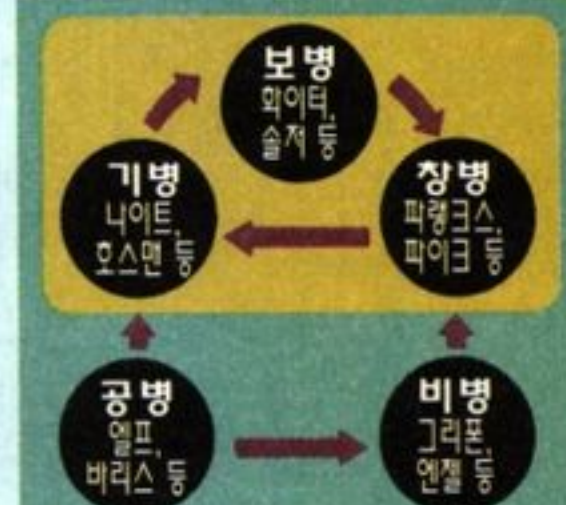 보병
화이터,
솔저 등
기병
나이트,
호스맨 등
창병
파랭크스,
파이크 등
공병
엘프,
바리스 등
비병
그리폰,
엔젤 등